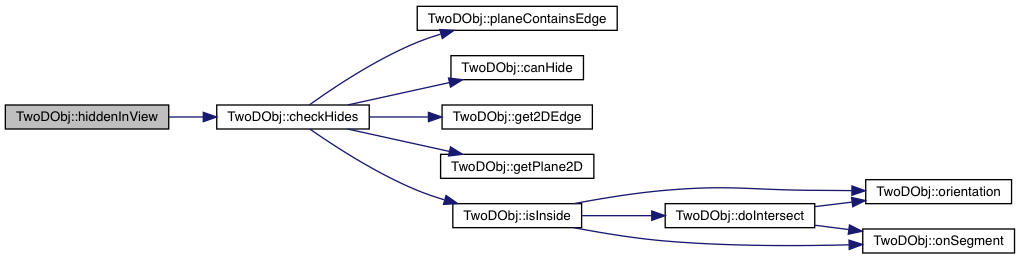 TwoDObj::planeContainsEdge
TwoDObj::canHide
TwoDObj::hiddenInView
TwoDObj::checkHides
TwoDObj::get2DEdge
TwoDObj::getPlane2D
TwoDObj::isInside
TwoDObj::doIntersect
TwoDObj::orientation
TwoDObj::onSegment